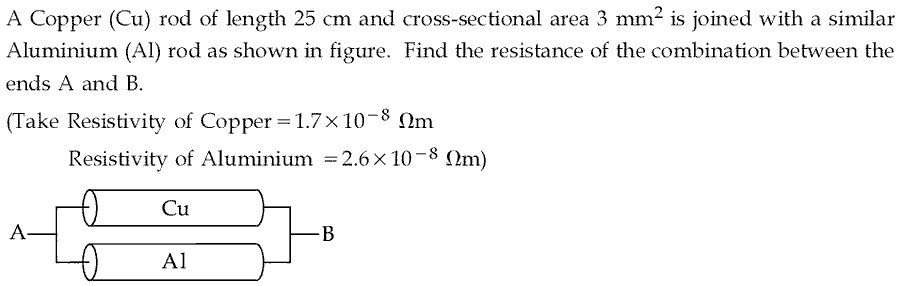 A Copper (Cu) rod of length 25 cm and cross-sectional area 3 mm² is joined with a similar
Aluminium (Al) rod as shown in figure. Find the resistance of the combination between the
ends A and B.
(Take Resistivity of Copper = 1.7 × 10⁻⁸ Ωm
Resistivity of Aluminium = 2.6 × 10⁻⁸ Ωm)
Cu
A B
Al